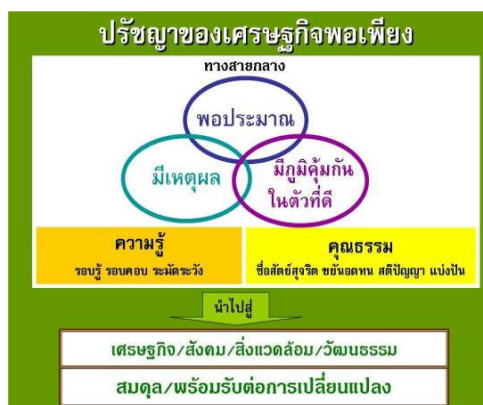 ปรัชญาของเศรษฐกิจพอเพียง
ทางสายกลาง
พอประมาณ
มีเหตุผล
มีภูมิคุ้มกัน
ในตัวที่ดี
ความรู้
รอบรู้ รอบคอบ ระมัดระวัง
คุณธรรม
ซื่อสัตย์สุจริต ขยันอดทน สติปัญญา แบ่งปัน
นำไปสู่
เศรษฐกิจ/สังคม/สิ่งแวดล้อม/วัฒนธรรม
สมดุล/พร้อมรับต่อการเปลี่ยนแปลง